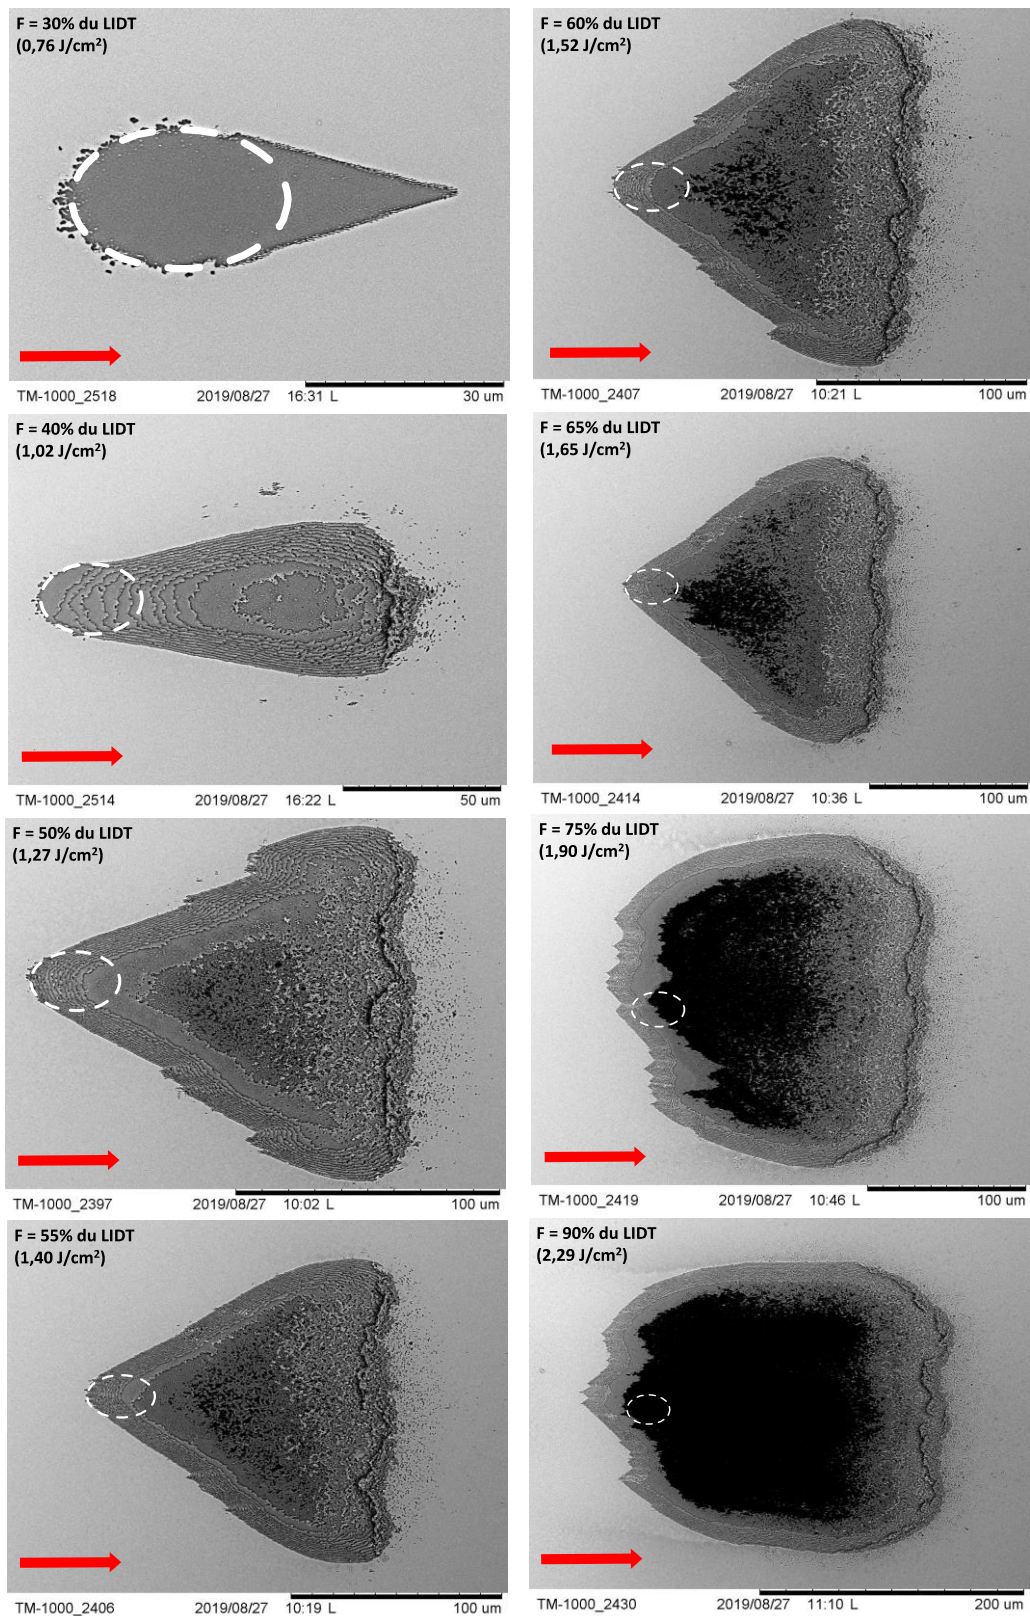 F = 30% du LIDT
(0,76 J/cm²)
TM-1000_2518 2019/08/27 16:31 L 30 um
F = 40% du LIDT
(1,02 J/cm²)
TM-1000_2514 2019/08/27 16:22 L 50 um
F = 50% du LIDT
(1,27 J/cm²)
TM-1000_2397 2019/08/27 10:02 L 100 um
F = 55% du LIDT
(1,40 J/cm²)
TM-1000_2406 2019/08/27 10:19 L 100 um
F = 60% du LIDT
(1,52 J/cm²)
TM-1000_2407 2019/08/27 10:21 L 100 um
F = 65% du LIDT
(1,65 J/cm²)
TM-1000_2414 2019/08/27 10:36 L 100 um
F = 75% du LIDT
(1,90 J/cm²)
TM-1000_2419 2019/08/27 10:46 L 100 um
F = 90% du LIDT
(2,29 J/cm²)
TM-1000_2430 2019/08/27 11:10 L 200 um